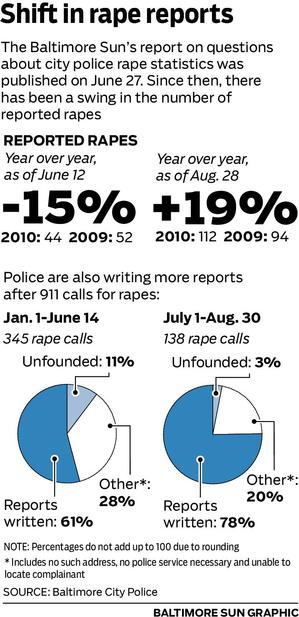 Shift in rape reports
The Baltimore Sun's report on questions
about city police rape statistics was
published on June 27. Since then, there
has been a swing in the number of
reported rapes
REPORTED RAPES
Year over year,
as of June 12
-15%
2010: 44 2009: 52
Year over year,
as of Aug. 28
+19%
2010: 112 2009: 94
Police are also writing more reports
after 911 calls for rapes:
Jan. 1-June 14
345 rape calls
Unfounded: 11%
Other*:
28%
Reports
written: 61%
July 1-Aug. 30
138 rape calls
Unfounded: 3%
Other*:
20%
Reports
written: 78%
NOTE: Percentages do not add up to 100 due to rounding
* Includes no such address, no police service necessary and unable to
locate complainant
SOURCE: Baltimore City Police
BALTIMORE SUN GRAPHIC